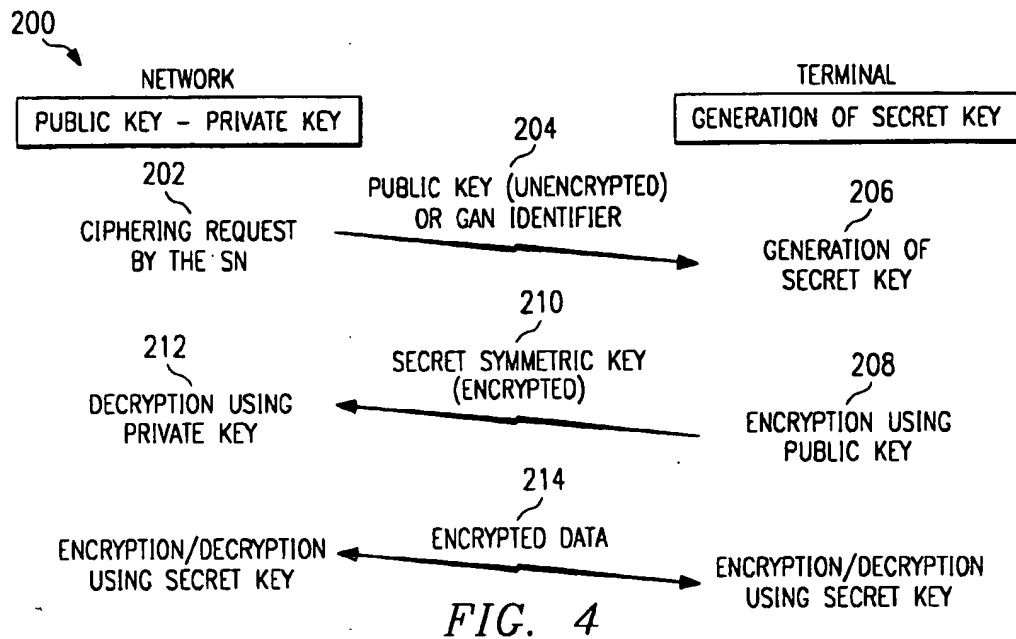 200
NETWORK
TERMINAL
PUBLIC KEY – PRIVATE KEY
GENERATION OF SECRET KEY
202
CIPHERING REQUEST
BY THE SN
204
PUBLIC KEY (UNENCRYPTED)
OR GAN IDENTIFIER
206
GENERATION OF
SECRET KEY
212
DECRYPTION USING
PRIVATE KEY
210
SECRET SYMMETRIC KEY
(ENCRYPTED)
208
ENCRYPTION USING
PUBLIC KEY
ENCRYPTION/DECRYPTION
USING SECRET KEY
214
ENCRYPTED DATA
ENCRYPTION/DECRYPTION
USING SECRET KEY
FIG. 4